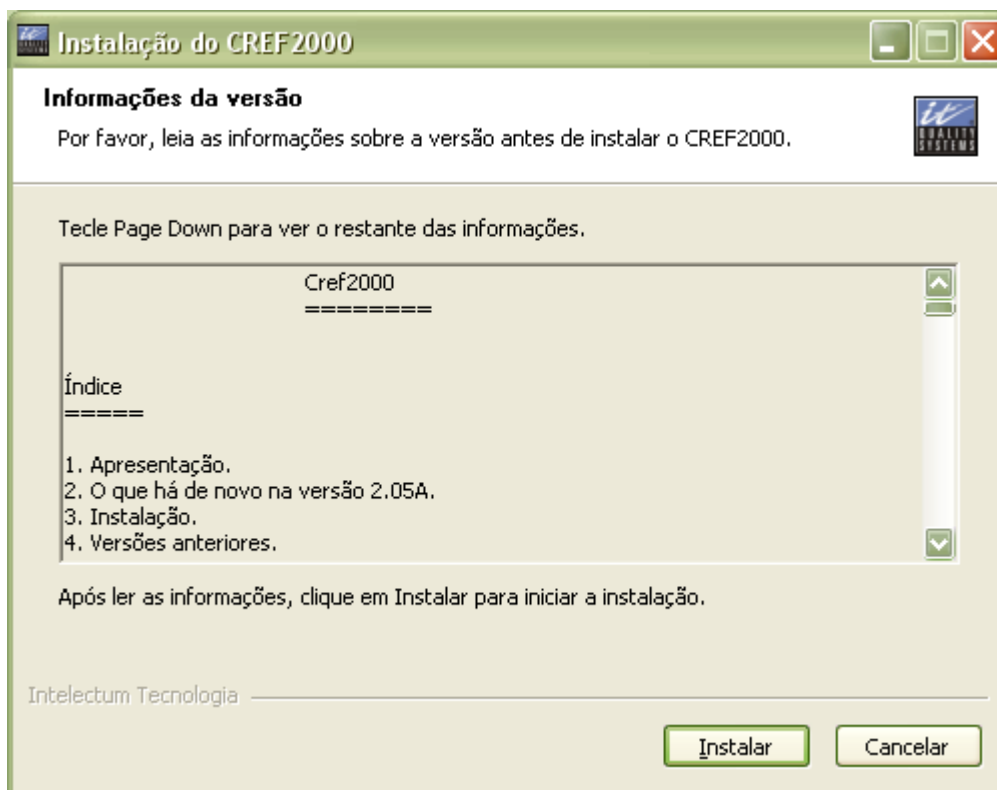 Instalação do CREF2000
Informações da versão
Por favor, leia as informações sobre a versão antes de instalar o CREF2000.
it
QUALITY
SYSTEMS
Tecle Page Down para ver o restante das informações.
Cref2000
========
Índice
=====
1. Apresentação.
2. O que há de novo na versão 2.05A.
3. Instalação.
4. Versões anteriores.
Após ler as informações, clique em Instalar para iniciar a instalação.
Intelectum Tecnologia
Instalar
Cancelar